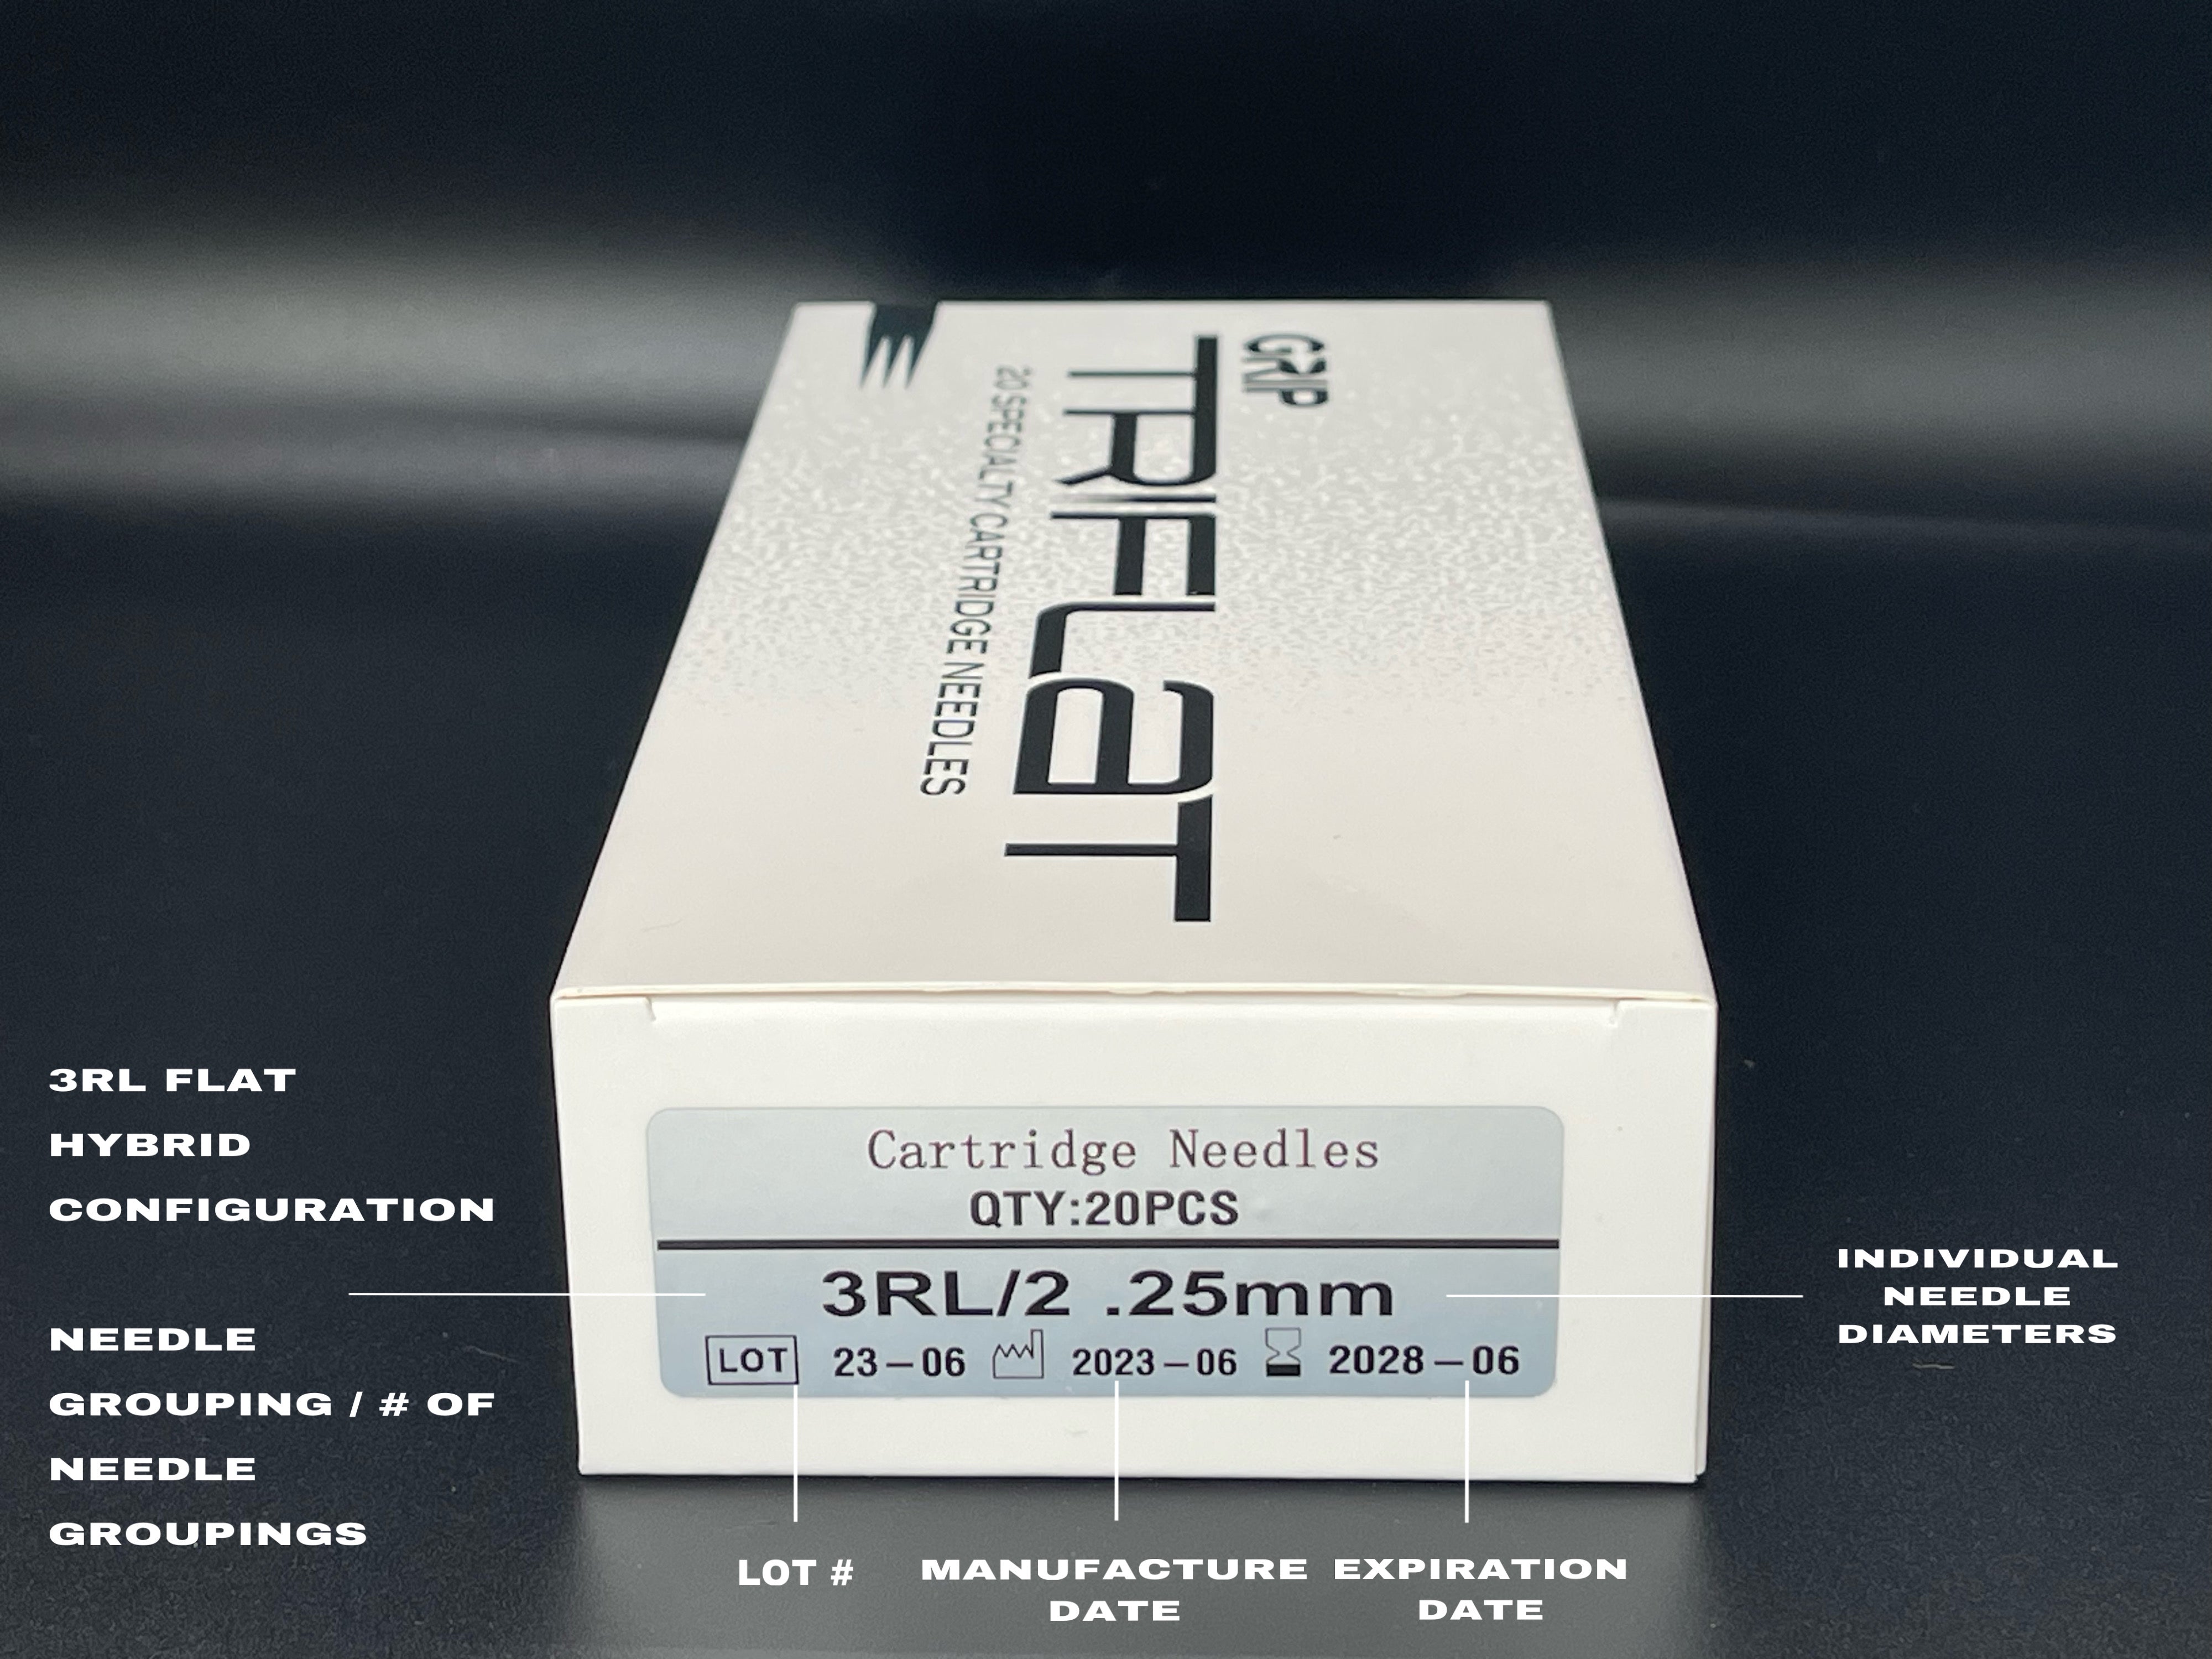 GRIP
TRIFLaT
20 SPECIALTY CARTRIDGE NEEDLES
Cartridge Needles
QTY:20PCS
3RL/2 .25mm
LOT 23-06 2023-06 2028-06
3RL FLAT
HYBRID
CONFIGURATION
NEEDLE
GROUPING / # OF
NEEDLE
GROUPINGS
INDIVIDUAL
NEEDLE
DIAMETERS
LOT #
MANUFACTURE
DATE
EXPIRATION
DATE